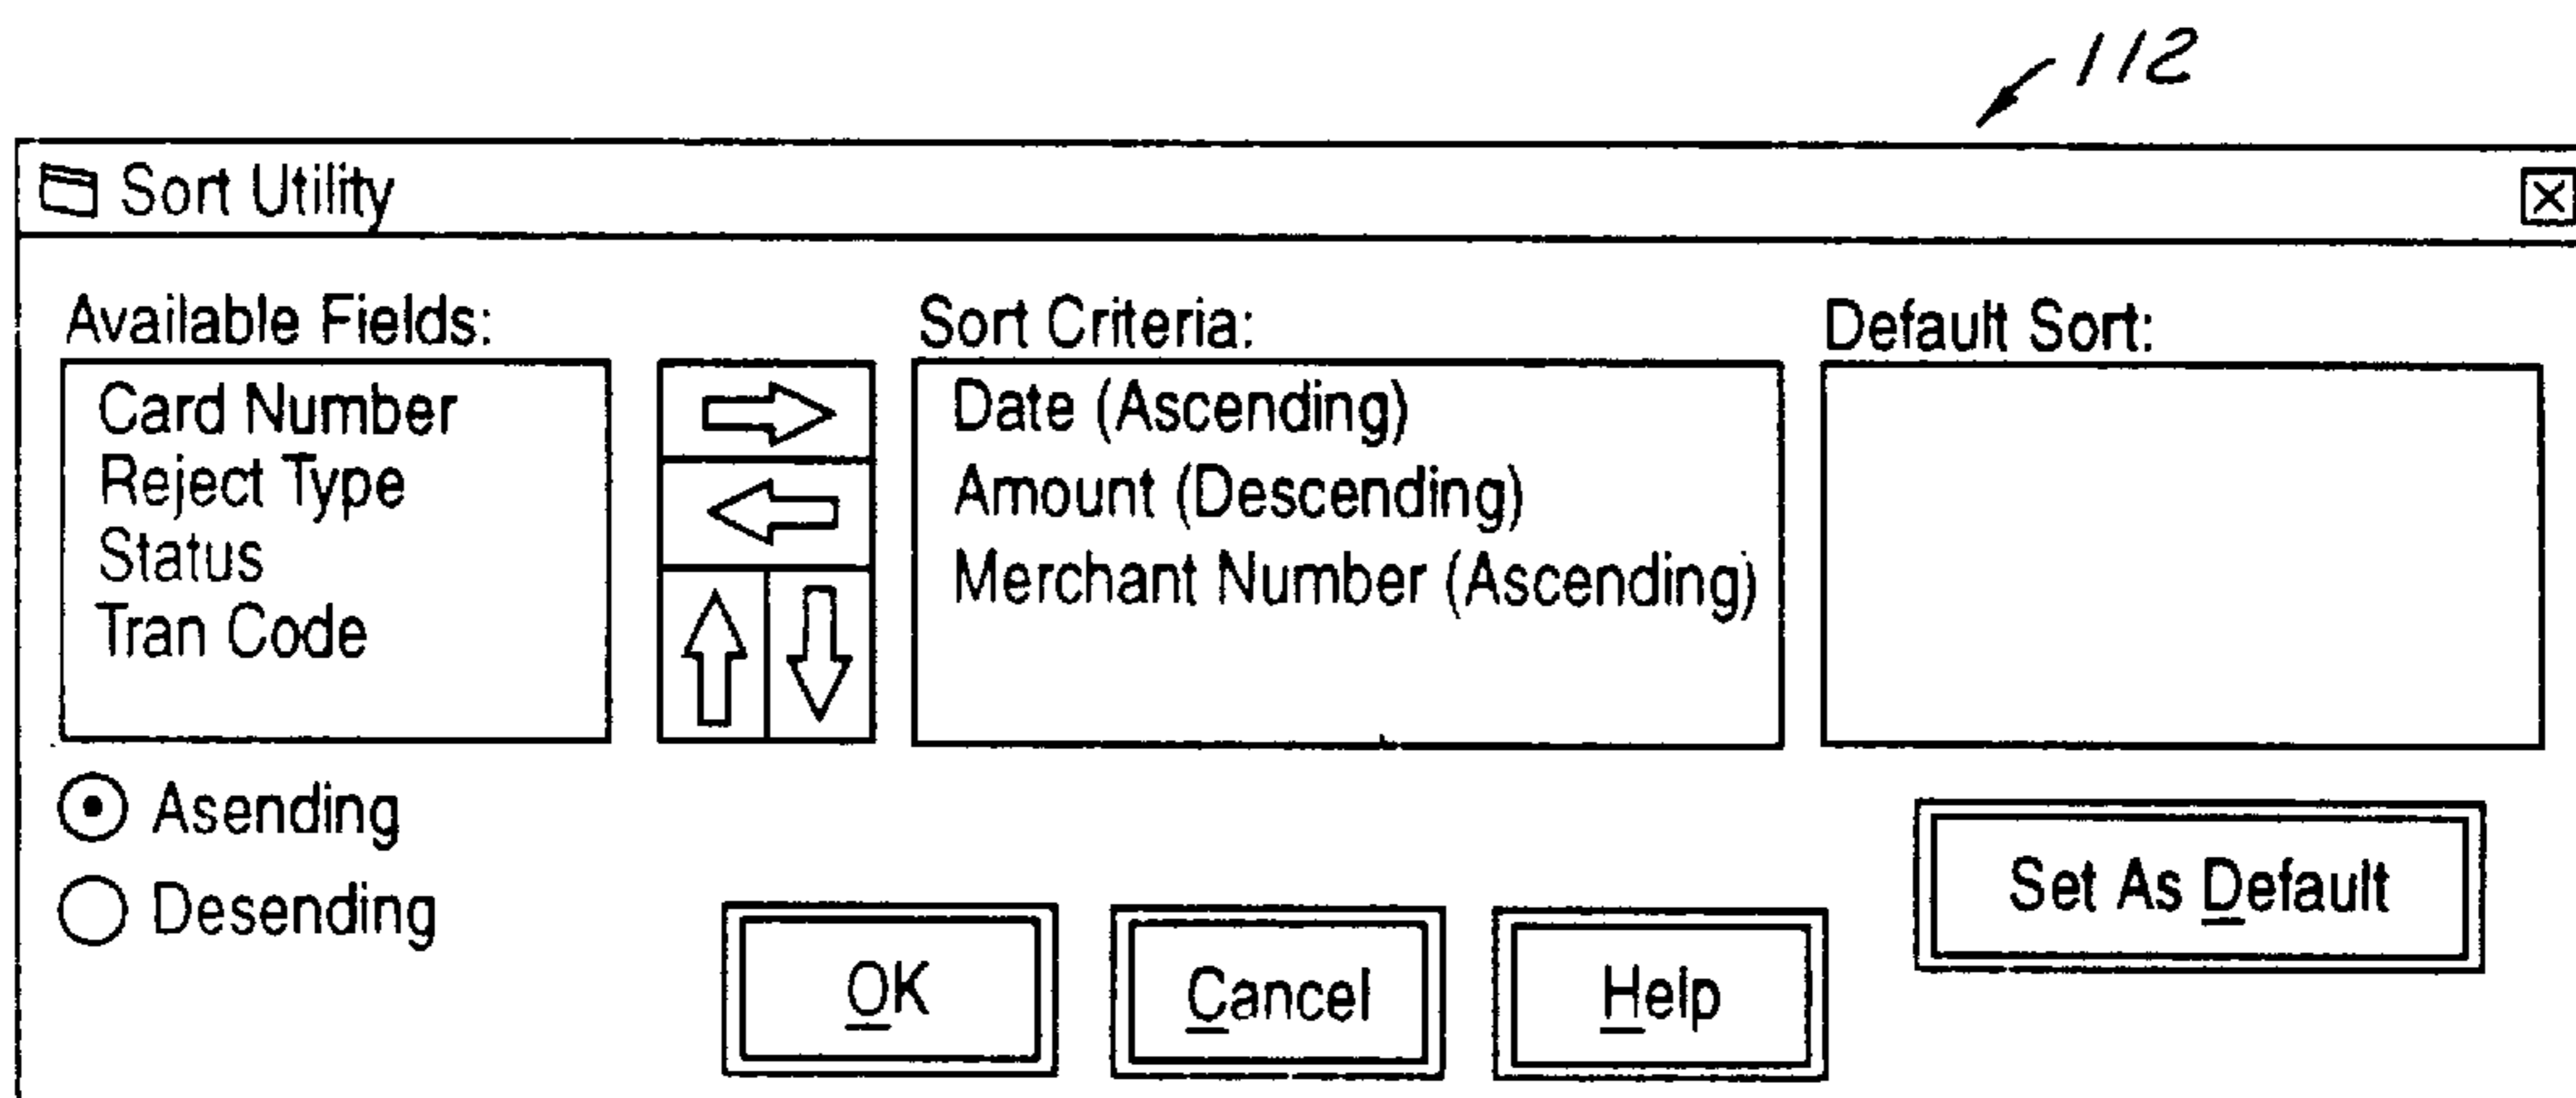 112
Sort Utility
Available Fields:
Card Number
Reject Type
Status
Tran Code
Sort Criteria:
Date (Ascending)
Amount (Descending)
Merchant Number (Ascending)
Default Sort:
Asending
Desending
OK
Cancel
Help
Set As Default